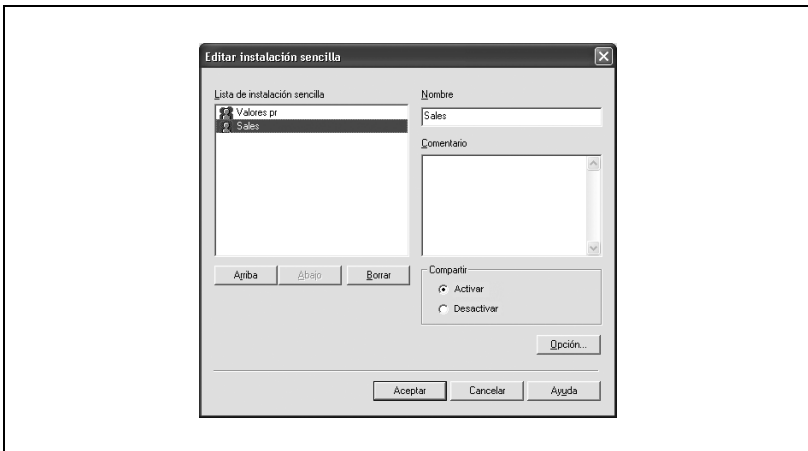 Editar instalación sencilla
Lista de instalación sencilla
Valores pr
Sales
Arriba
Abajo
Borrar
Nombre
Sales
Comentario
Compartir
Activar
Desactivar
Opción...
Aceptar
Cancelar
Ayuda